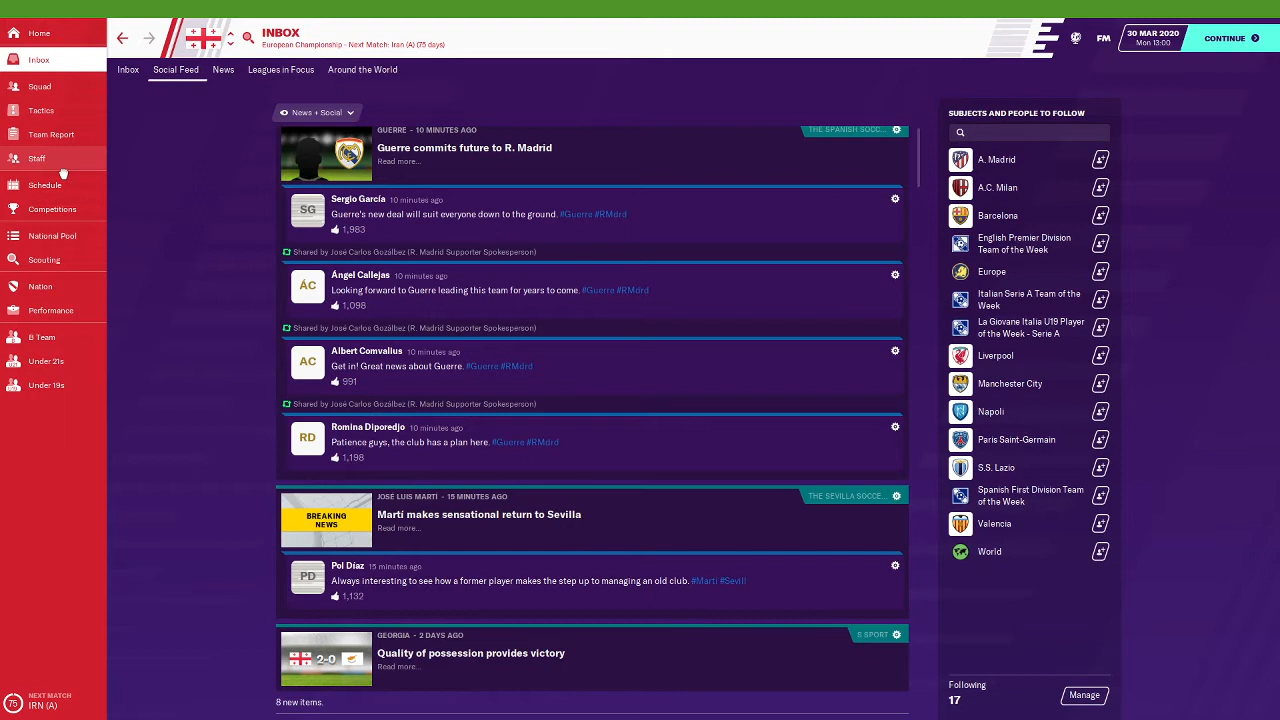 Home
Inbox
Squad
Tactics
Team Report
Staff
Schedule
Competitions
National Pool
Scouting
Nation
Performance
B Team
Under 21s
Under 19s
75
NEXT MATCH
IRN (A)
INBOX
European Championship - Next Match: Iran (A) (75 days)
FM
30 MAR 2020
Mon 13:00
CONTINUE
Inbox
Social Feed
News
Leagues in Focus
Around the World
News + Social
GUERRE - 10 MINUTES AGO
THE SPANISH SOCC...
Guerre commits future to R. Madrid
Read more...
SG
Sergio García 10 minutes ago
Guerre's new deal will suit everyone down to the ground. #Guerre #RMdrd
1,983
Shared by José Carlos Gozálbez (R. Madrid Supporter Spokesperson)
ÁC
Ángel Callejas 10 minutes ago
Looking forward to Guerre leading this team for years to come. #Guerre #RMdrd
1,098
Shared by José Carlos Gozálbez (R. Madrid Supporter Spokesperson)
AC
Albert Comvalius 10 minutes ago
Get in! Great news about Guerre. #Guerre #RMdrd
991
Shared by José Carlos Gozálbez (R. Madrid Supporter Spokesperson)
RD
Romina Diporedjo 10 minutes ago
Patience guys, the club has a plan here. #Guerre #RMdrd
1,198
BREAKING
NEWS
JOSÉ LUIS MARTÍ - 15 MINUTES AGO
THE SEVILLA SOCCE...
Martí makes sensational return to Sevilla
Read more...
PD
Pol Díaz 15 minutes ago
Always interesting to see how a former player makes the step up to managing an old club. #Martí #Sevill
1,132
2-0
GEORGIA - 2 DAYS AGO
S SPORT
Quality of possession provides victory
Read more...
8 new items.
SUBJECTS AND PEOPLE TO FOLLOW
A. Madrid
A.C. Milan
Barcelona
English Premier Division
Team of the Week
Europe
Italian Serie A Team of the
Week
La Giovane Italia U19 Player
of the Week - Serie A
Liverpool
Manchester City
Napoli
Paris Saint-Germain
S.S. Lazio
Spanish First Division Team
of the Week
Valencia
World
Following
17
Manage